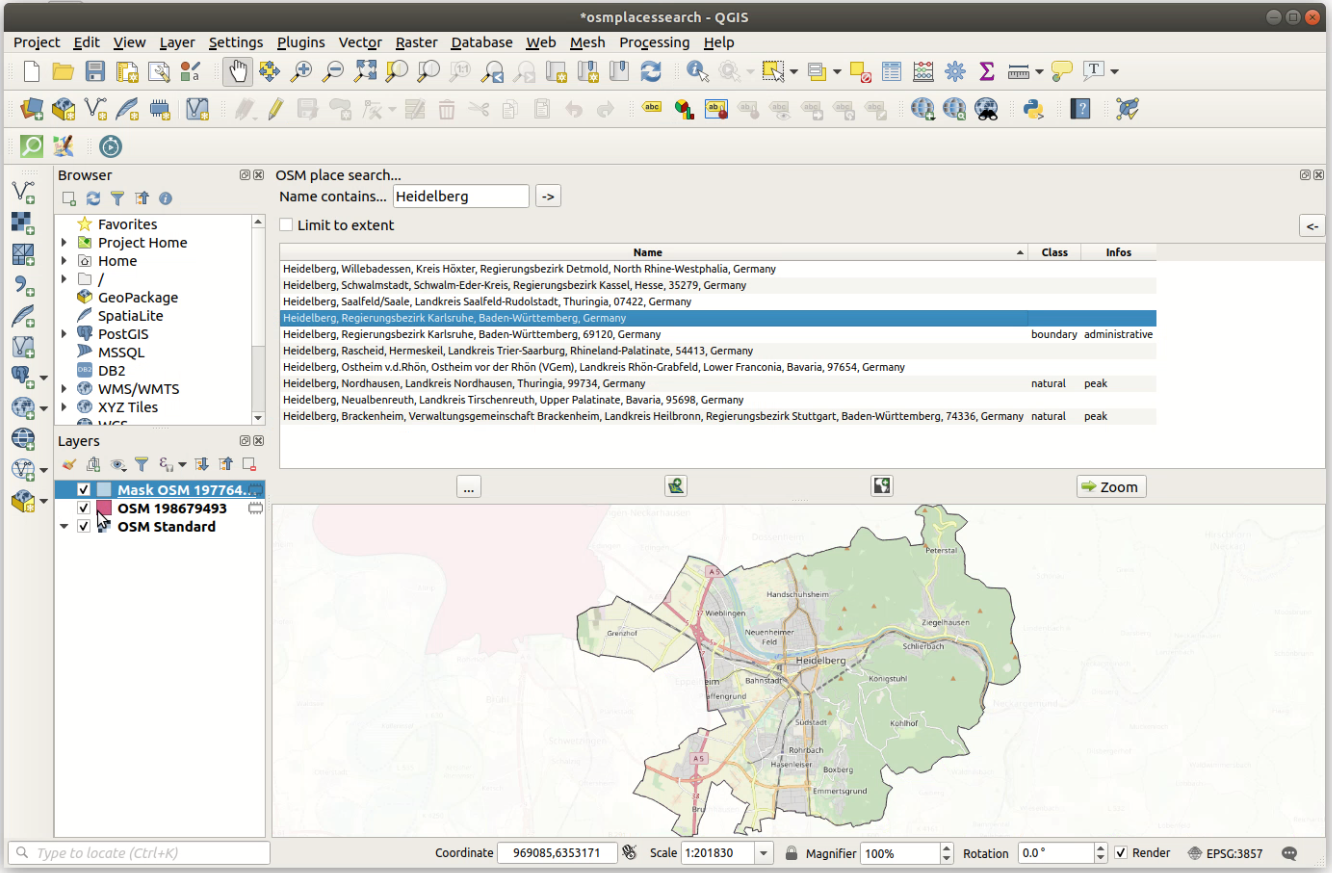 *osmplacessearch - QGIS
Project Edit View Layer Settings Plugins Vector Raster Database Web Mesh Processing Help
Browser
Favorites
Project Home
Home
/
GeoPackage
SpatiaLite
PostGIS
MSSQL
DB2
WMS/WMTS
XYZ Tiles
WCS
Layers
Mask OSM 197764...
OSM 198679493
OSM Standard
OSM place search...
Name contains... Heidelberg ->
Limit to extent
<-
Name Class Infos
Heidelberg, Willebadessen, Kreis Höxter, Regierungsbezirk Detmold, North Rhine-Westphalia, Germany
Heidelberg, Schwalmstadt, Schwalm-Eder-Kreis, Regierungsbezirk Kassel, Hesse, 35279, Germany
Heidelberg, Saalfeld/Saale, Landkreis Saalfeld-Rudolstadt, Thuringia, 07422, Germany
Heidelberg, Regierungsbezirk Karlsruhe, Baden-Württemberg, Germany
Heidelberg, Regierungsbezirk Karlsruhe, Baden-Württemberg, 69120, Germany boundary administrative
Heidelberg, Rascheid, Hermeskeil, Landkreis Trier-Saarburg, Rhineland-Palatinate, 54413, Germany
Heidelberg, Ostheim v.d.Rhön, Ostheim vor der Rhön (VGem), Landkreis Rhön-Grabfeld, Lower Franconia, Bavaria, 97654, Germany
Heidelberg, Nordhausen, Landkreis Nordhausen, Thuringia, 99734, Germany natural peak
Heidelberg, Neualbenreuth, Landkreis Tirschenreuth, Upper Palatinate, Bavaria, 95698, Germany
Heidelberg, Brackenheim, Verwaltungsgemeinschaft Brackenheim, Landkreis Heilbronn, Regierungsbezirk Stuttgart, Baden-Württemberg, 74336, Germany natural peak
... Zoom
Peterstal
A 5
Handschuhsheim
Wieblingen
Ziegelhausen
Grenzhof
Neuenheimer
Feld
Schlierbach
Heidelberg
Bahnstadt
Königstuhl
effengrund
Südstadt
Kohlhof
Rohrbach
A 5
Hasenleiser
Boxberg
Emmertsgrund
Bru
Type to locate (Ctrl+K)
Coordinate 969085,6353171 Scale 1:201830 Magnifier 100% Rotation 0.0 ° Render EPSG:3857